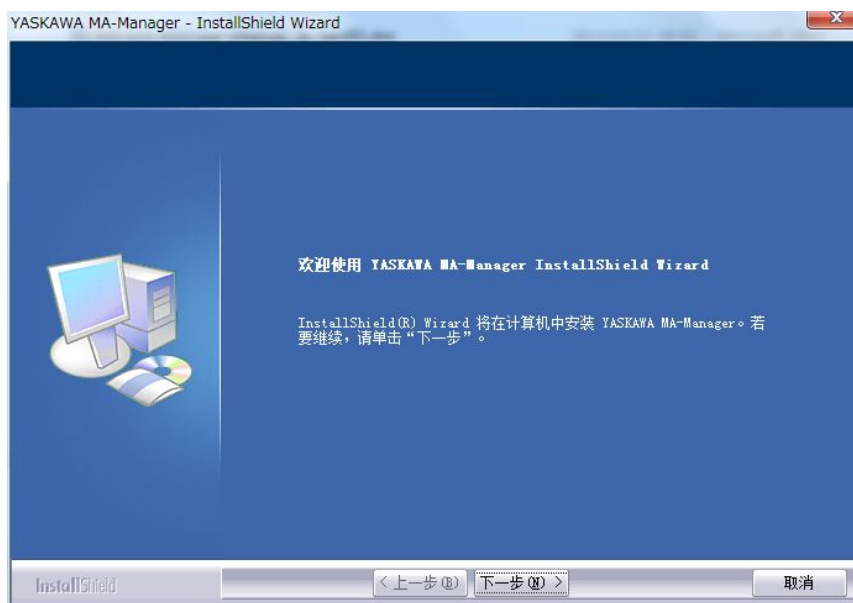 YASKAWA MA-Manager - InstallShield Wizard
欢迎使用 YASKAWA MA-Manager InstallShield Wizard
InstallShield(R) Wizard 将在计算机中安装 YASKAWA MA-Manager。若
要继续，请单击“下一步”。
InstallShield
< 上一步(B)
下一步(N) >
取消